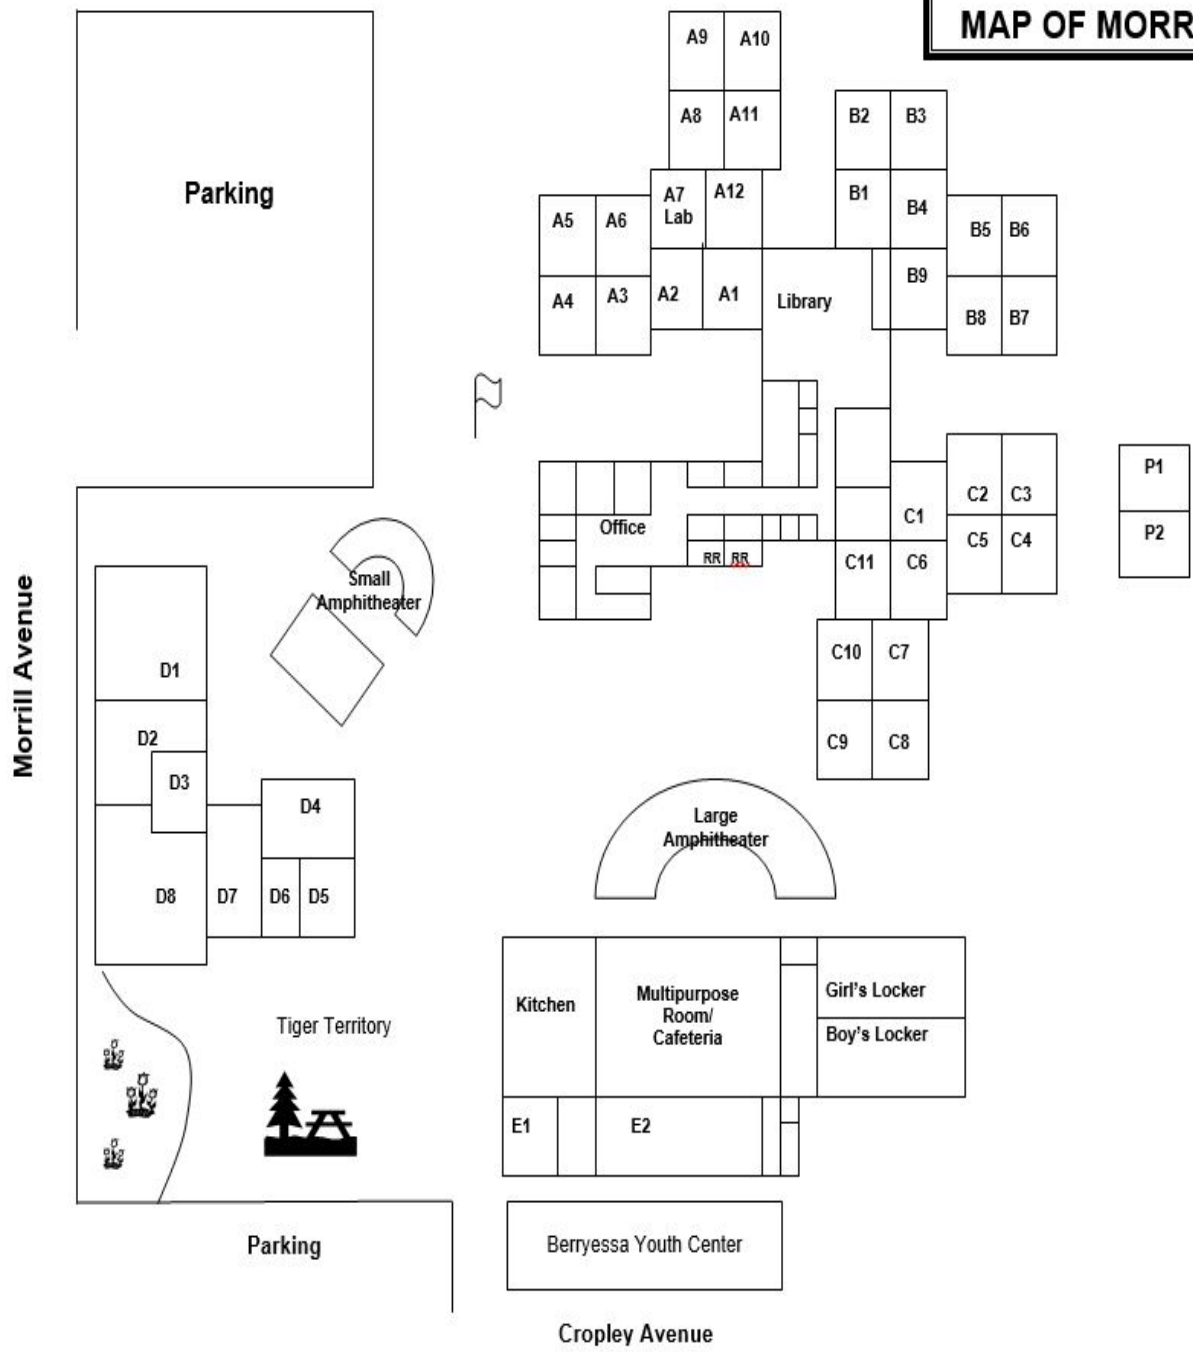 MAP OF MORR
A9 A10
A8 A11
B2 B3
Parking
A7 A12
Lab
B1 B4
A5 A6
B5 B6
B9
A4 A3 A2 A1 Library
B8 B7
P1
C2 C3
C1
Office
C5 C4
P2
RR RR
C11 C6
Small
Amphitheater
Morrill Avenue
D1
C10 C7
D2
C9 C8
D3
D4
Large
Amphitheater
D8 D7 D6 D5
Kitchen
Multipurpose
Room/
Cafeteria
Girl's Locker
Boy's Locker
Tiger Territory
E1 E2
Parking
Berryessa Youth Center
Cropley Avenue